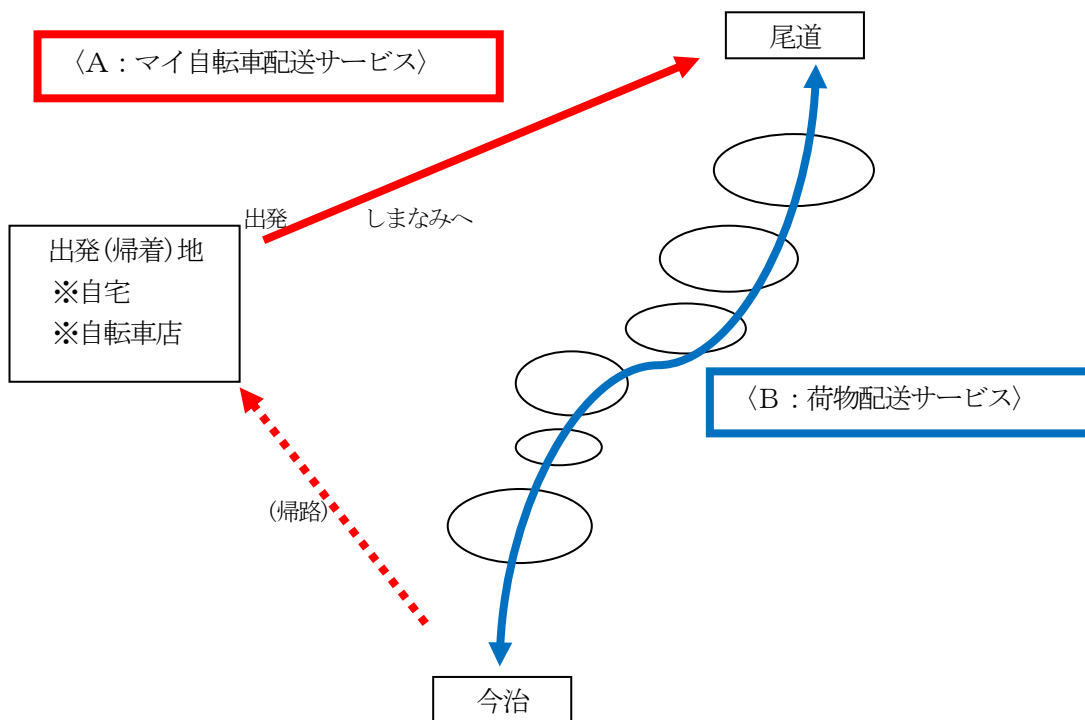 〈A：マイ自転車配送サービス〉
尾道
出発
しまなみへ
出発(帰着)地
※自宅
※自転車店
〈B：荷物配送サービス〉
(帰路)
今治